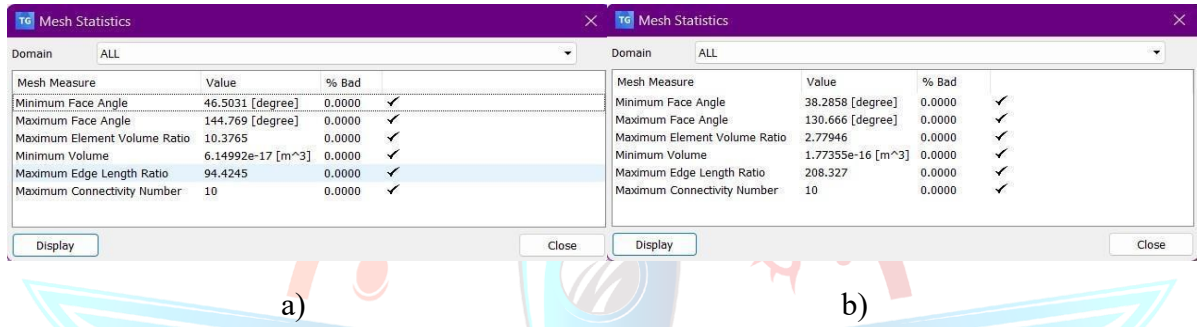 TG Mesh Statistics
Domain ALL
Mesh Measure Value % Bad
Minimum Face Angle 46.5031 [degree] 0.0000 ✓
Maximum Face Angle 144.769 [degree] 0.0000 ✓
Maximum Element Volume Ratio 10.3765 0.0000 ✓
Minimum Volume 6.14992e-17 [m^3] 0.0000 ✓
Maximum Edge Length Ratio 94.4245 0.0000 ✓
Maximum Connectivity Number 10 0.0000 ✓
Display Close
a)
TG Mesh Statistics
Domain ALL
Mesh Measure Value % Bad
Minimum Face Angle 38.2858 [degree] 0.0000 ✓
Maximum Face Angle 130.666 [degree] 0.0000 ✓
Maximum Element Volume Ratio 2.77946 0.0000 ✓
Minimum Volume 1.77355e-16 [m^3] 0.0000 ✓
Maximum Edge Length Ratio 208.327 0.0000 ✓
Maximum Connectivity Number 10 0.0000 ✓
Display Close
b)